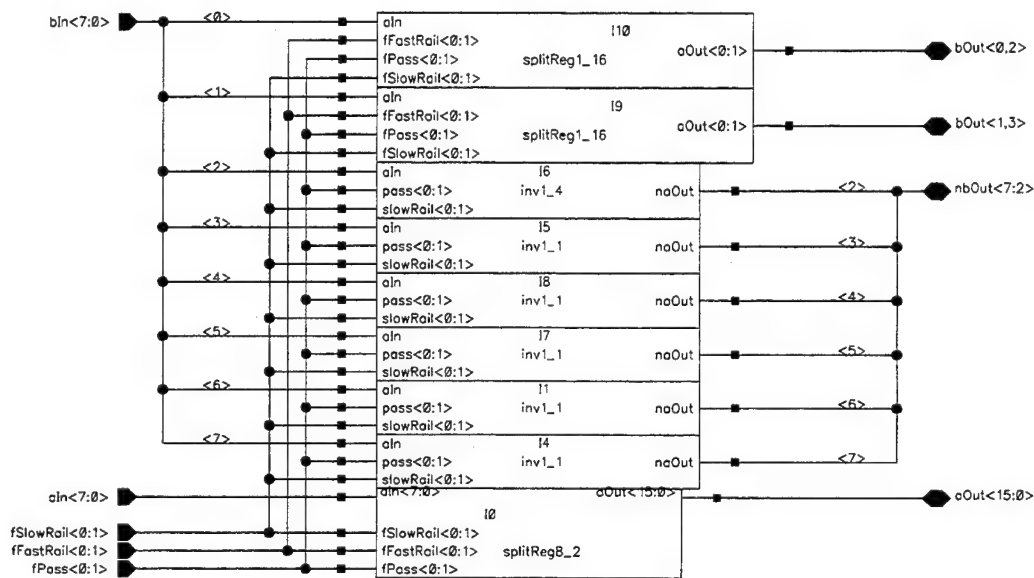 bIn<7:0> <0> aIn I10
fFastRail<0:1> aOut<0:1> bOut<0,2>
fPass<0:1> splitReg1_16
fSlowRail<0:1>
<1> aIn I9
fFastRail<0:1> aOut<0:1> bOut<1,3>
fPass<0:1> splitReg1_16
fSlowRail<0:1>
<2> aIn I6
pass<0:1> inv1_4 naOut <2> nbOut<7:2>
slowRail<0:1>
<3> aIn I5
pass<0:1> inv1_1 naOut <3>
slowRail<0:1>
<4> aIn I8
pass<0:1> inv1_1 naOut <4>
slowRail<0:1>
<5> aIn I7
pass<0:1> inv1_1 naOut <5>
slowRail<0:1>
<6> aIn I1
pass<0:1> inv1_1 naOut <6>
slowRail<0:1>
<7> aIn I4
pass<0:1> inv1_1 naOut <7>
slowRail<0:1>
aIn<7:0> aIn<7:0> aOut<15:0> aOut<15:0>
I0
fSlowRail<0:1> fSlowRail<0:1>
fFastRail<0:1> fFastRail<0:1> splitReg8_2
fPass<0:1> fPass<0:1>